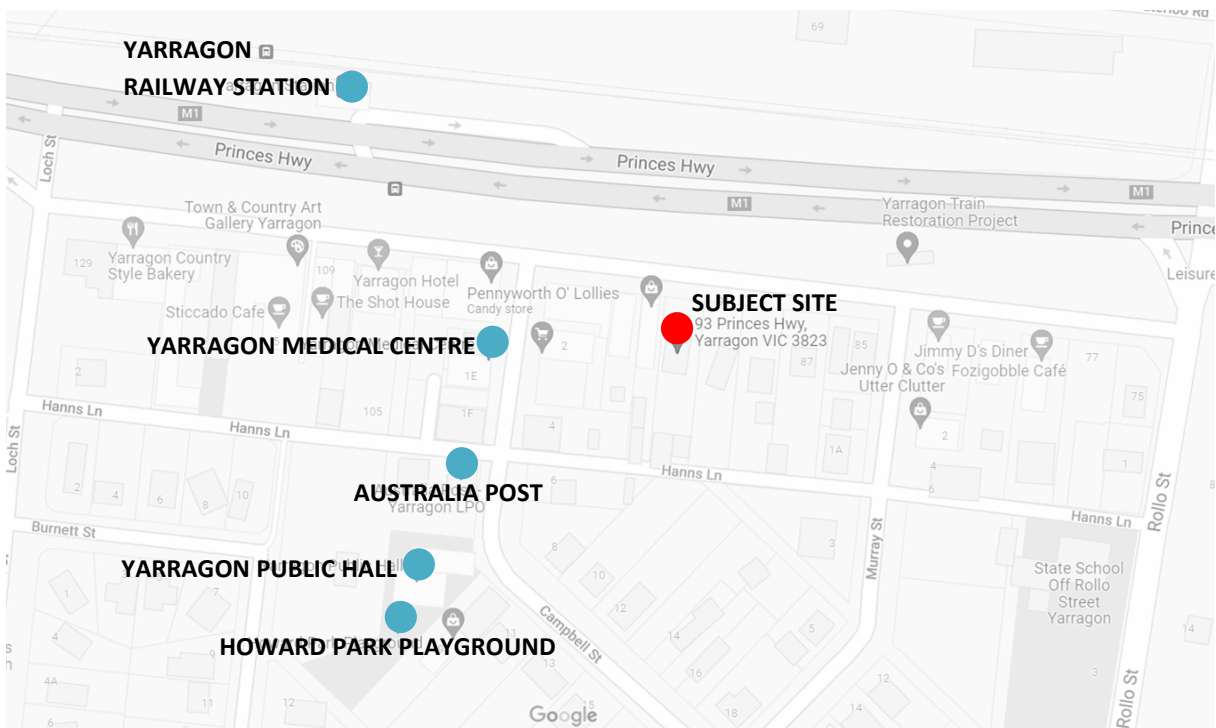 69
YARRAGON
RAILWAY STATION
M1
Princes Hwy
Princes Hwy
M1
M1
Loch St
Town & Country Art
Gallery Yarragon
Yarragon Train
Restoration Project
Leisure
129
Yarragon Country
Style Bakery
109
Yarragon Hotel
The Shot House
Sticcado Cafe
Pennyworth O' Lollies
Candy store
SUBJECT SITE
93 Princes Hwy,
Yarragon VIC 3823
YARRAGON MEDICAL CENTRE
2
85
87
Jimmy D's Diner
Fozigobble Café
77
Jenny O & Co's
Utter Clutter
75
2
1E
105
1F
4
1A
2
Hanns Ln
Hanns Ln
Hanns Ln
Hanns Ln
Loch St
4
1
6
6
2
4
6
8
10
AUSTRALIA POST
Yarragon LPO
Rollo St
Burnett St
YARRAGON PUBLIC HALL
8
10
12
3
Murray St
State School
Off Rollo
Street
Yarragon
1
7
4
9
11
13
14
14
16
HOWARD PARK PLAYGROUND
Campbell St
4A
12
15
18
12
14
3
Rollo St
Google